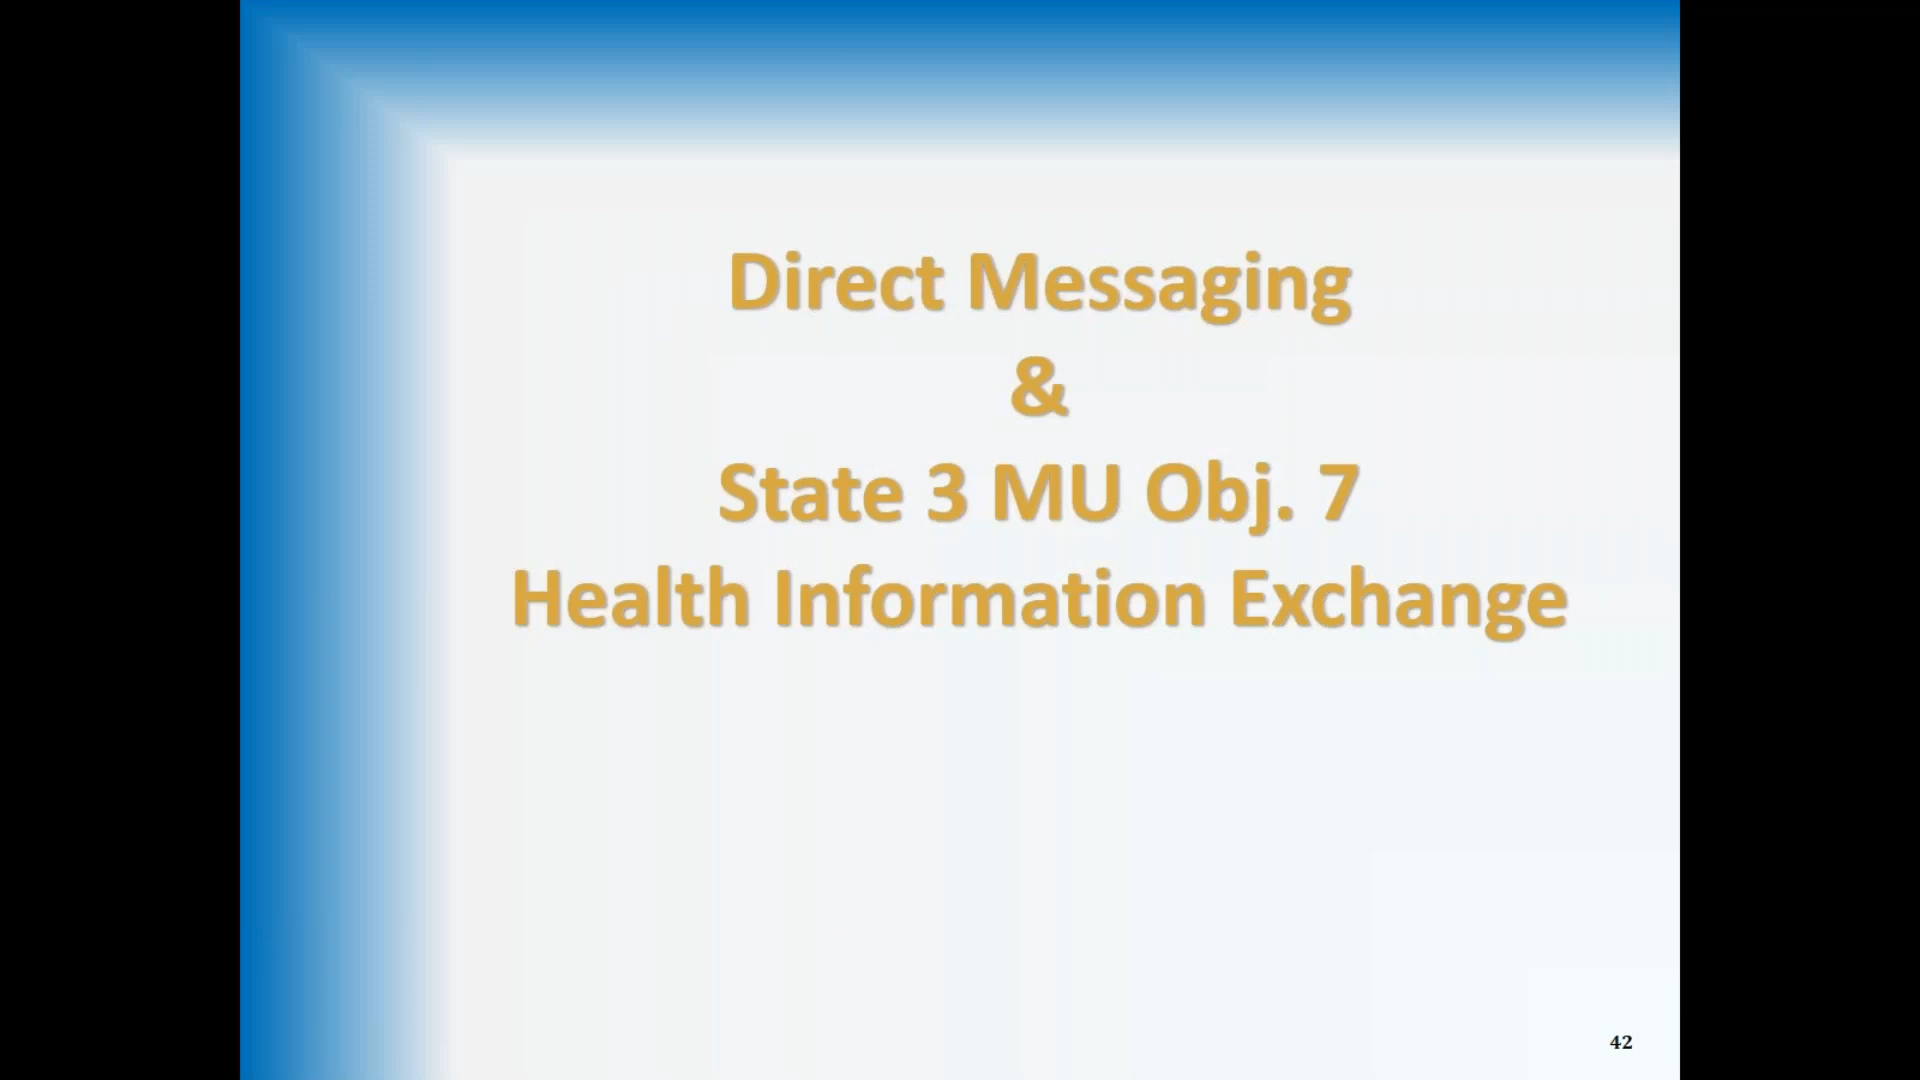 Direct Messaging
&
State 3 MU Obj. 7
Health Information Exchange
42